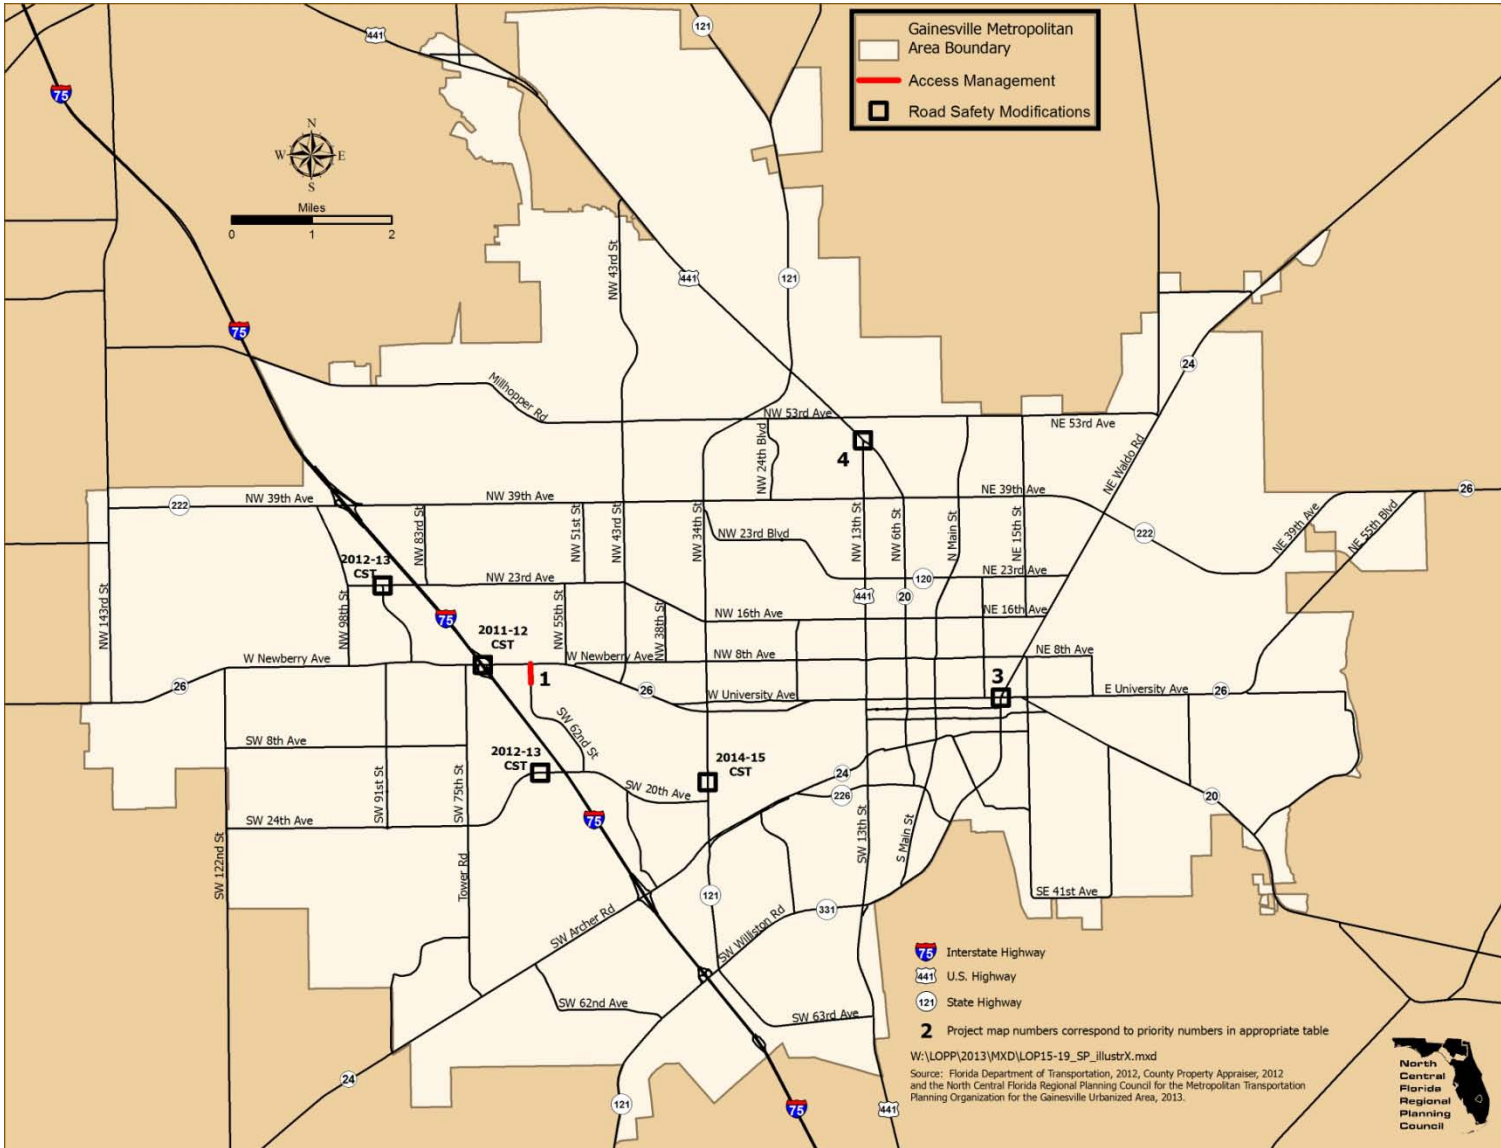 441
121
Gainesville Metropolitan
Area Boundary
Access Management
Road Safety Modifications
75
N
W E
S
Miles
0 1 2
NW 43rd St
441
121
75
24
Millhopper Rd
NW 53rd Ave
NE 53rd Ave
NW 24th Blvd
4
NE Waldo Rd
222
NW 39th Ave
NW 39th Ave
NE 39th Ave
26
NW 83rd St
NW 51st St
NW 43rd St
NW 34th St
NW 23rd Blvd
NW 13th St
NW 6th St
N Main St
NE 15th St
222
NE 39th Ave
NE 55th Blvd
2012-13
CST
NW 23rd Ave
120
NE 23rd Ave
NW 143rd St
NW 98th St
75
NW 55th St
NW 38th St
NW 16th Ave
441
20
NE 16th Ave
2011-12
CST
W Newberry Ave
W Newberry Ave
NW 8th Ave
NE 8th Ave
26
1
26
W University Ave
3
E University Ave
26
SW 62nd St
SW 8th Ave
2012-13
CST
2014-15
CST
SW 91st St
SW 75th St
SW 20th Ave
24
226
20
SW 24th Ave
75
SW 122nd St
Tower Rd
SW 13th St
S Main St
121
SE 41st Ave
SW Archer Rd
SW Williston Rd
331
SW 62nd Ave
SW 63rd Ave
24
121
75
441
75 Interstate Highway
441 U.S. Highway
121 State Highway
2 Project map numbers correspond to priority numbers in appropriate table
W:\LOPP\2013\MXD\LOP15-19_SP_illustrX.mxd
Source: Florida Department of Transportation, 2012, County Property Appraiser, 2012
and the North Central Florida Regional Planning Council for the Metropolitan Transportation
Planning Organization for the Gainesville Urbanized Area, 2013.
North
Central
Florida
Regional
Planning
Council